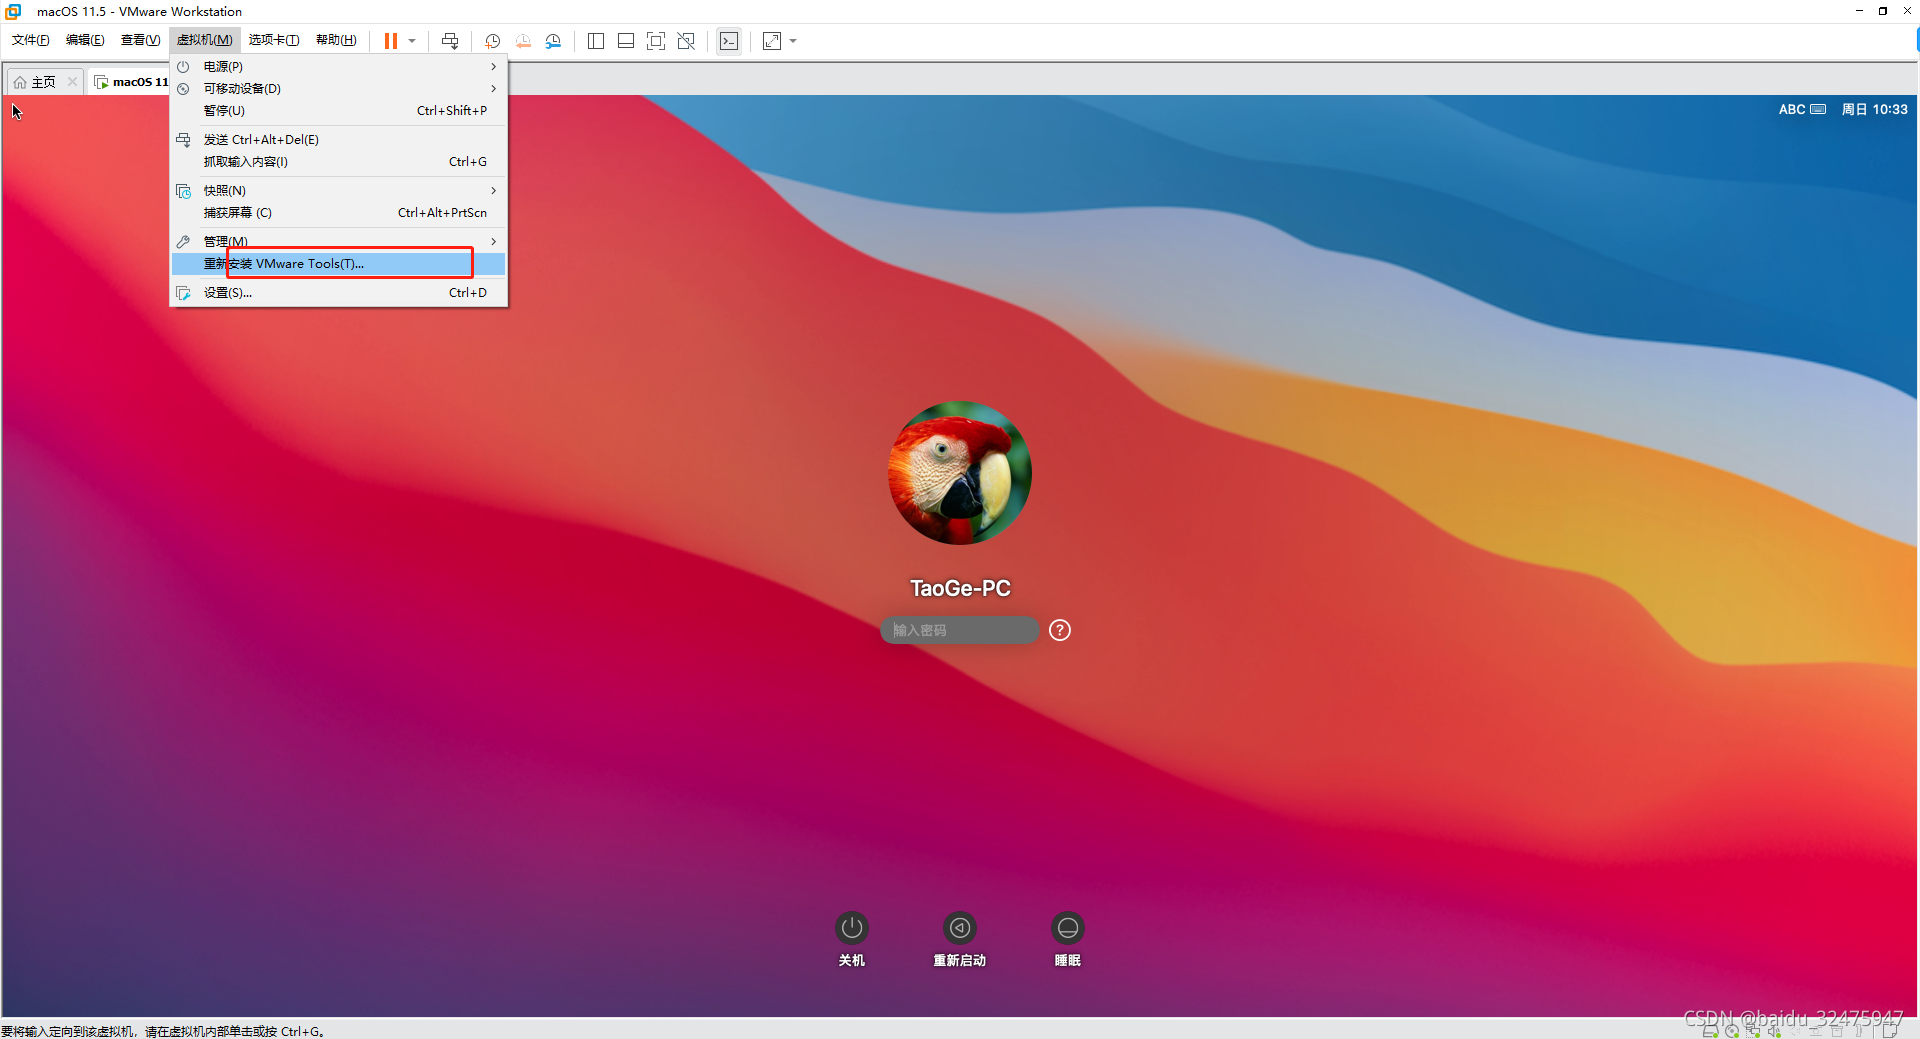 macOS 11.5 - VMware Workstation
文件(F) 编辑(E) 查看(V) 虚拟机(M) 选项卡(T) 帮助(H)
主页 macOS 11
电源(P)
可移动设备(D)
暂停(U) Ctrl+Shift+P
发送 Ctrl+Alt+Del(E)
抓取输入内容(I) Ctrl+G
快照(N)
捕获屏幕 (C) Ctrl+Alt+PrtScn
管理(M)
重新安装 VMware Tools(T)...
设置(S)... Ctrl+D
ABC 周日 10:33
TaoGe-PC
输入密码
?
关机 重新启动 睡眠
要将输入定向到该虚拟机，请在虚拟机内部单击或按 Ctrl+G。
CSDN @baidu_32475947